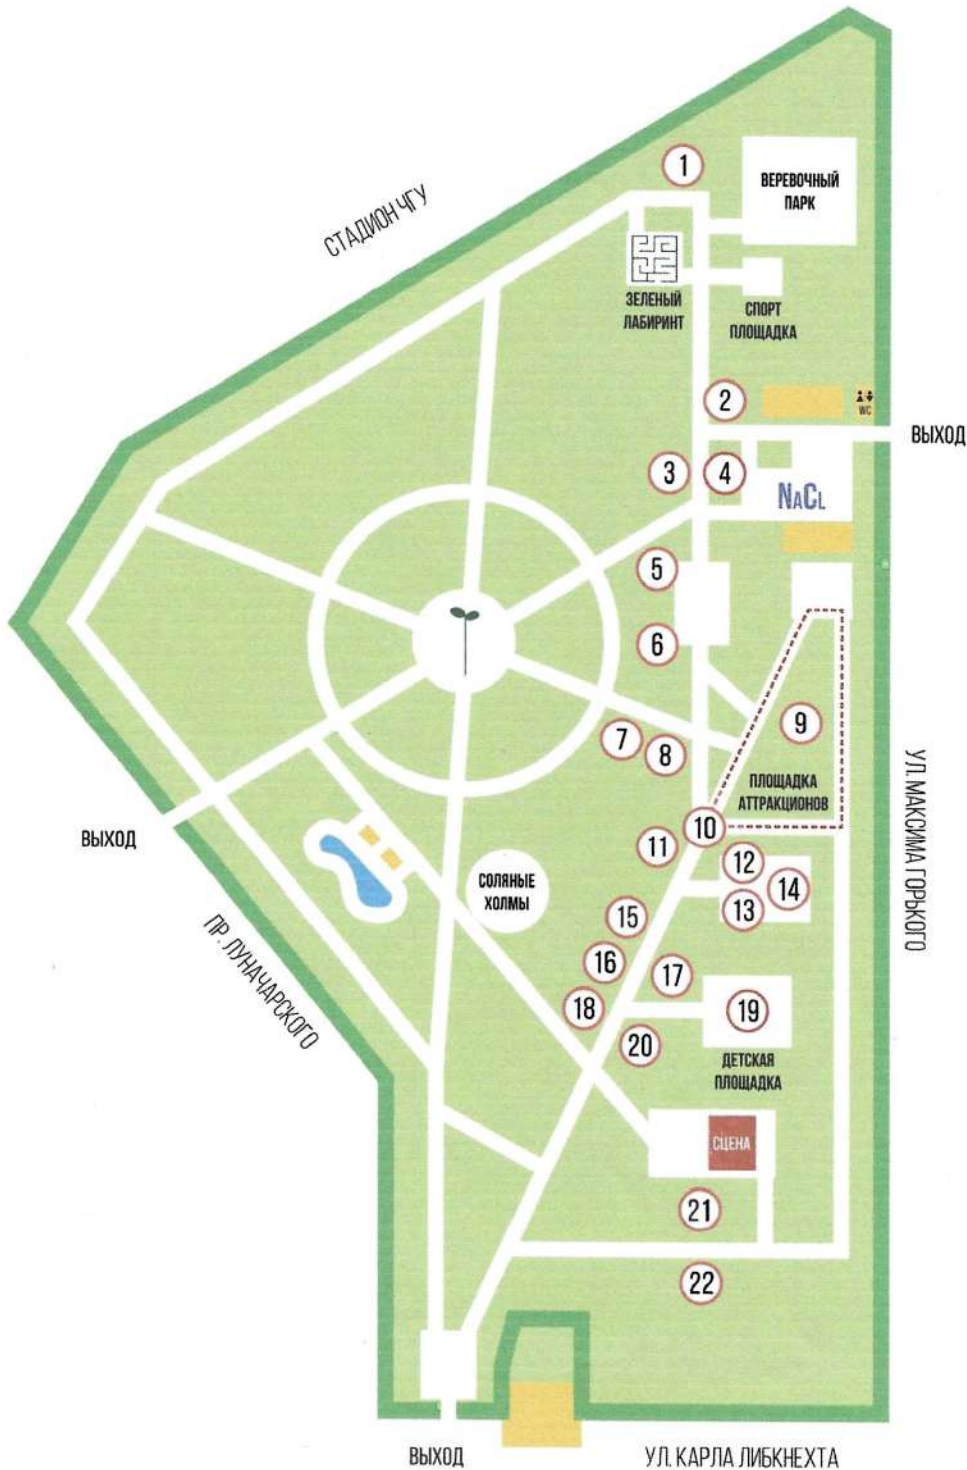 СТАДИОН ЧГУ
1
ВЕРЕВОЧНЫЙ
ПАРК
ЗЕЛЕНЫЙ
ЛАБИРИНТ
СПОРТ
ПЛОЩАДКА
2
WC
ВЫХОД
3
4
NaCl
5
6
7
8
9
ПЛОЩАДКА
АТТРАКЦИОНОВ
УЛ. МАКСИМА ГОРЬКОГО
10
11
12
13
14
ВЫХОД
ПР. ЛУНАЧАРСКОГО
СОЛЯНЫЕ
ХОЛМЫ
15
16
17
18
19
20
ДЕТСКАЯ
ПЛОЩАДКА
СЦЕНА
21
22
ВЫХОД
УЛ. КАРЛА ЛИБКНЕХТА